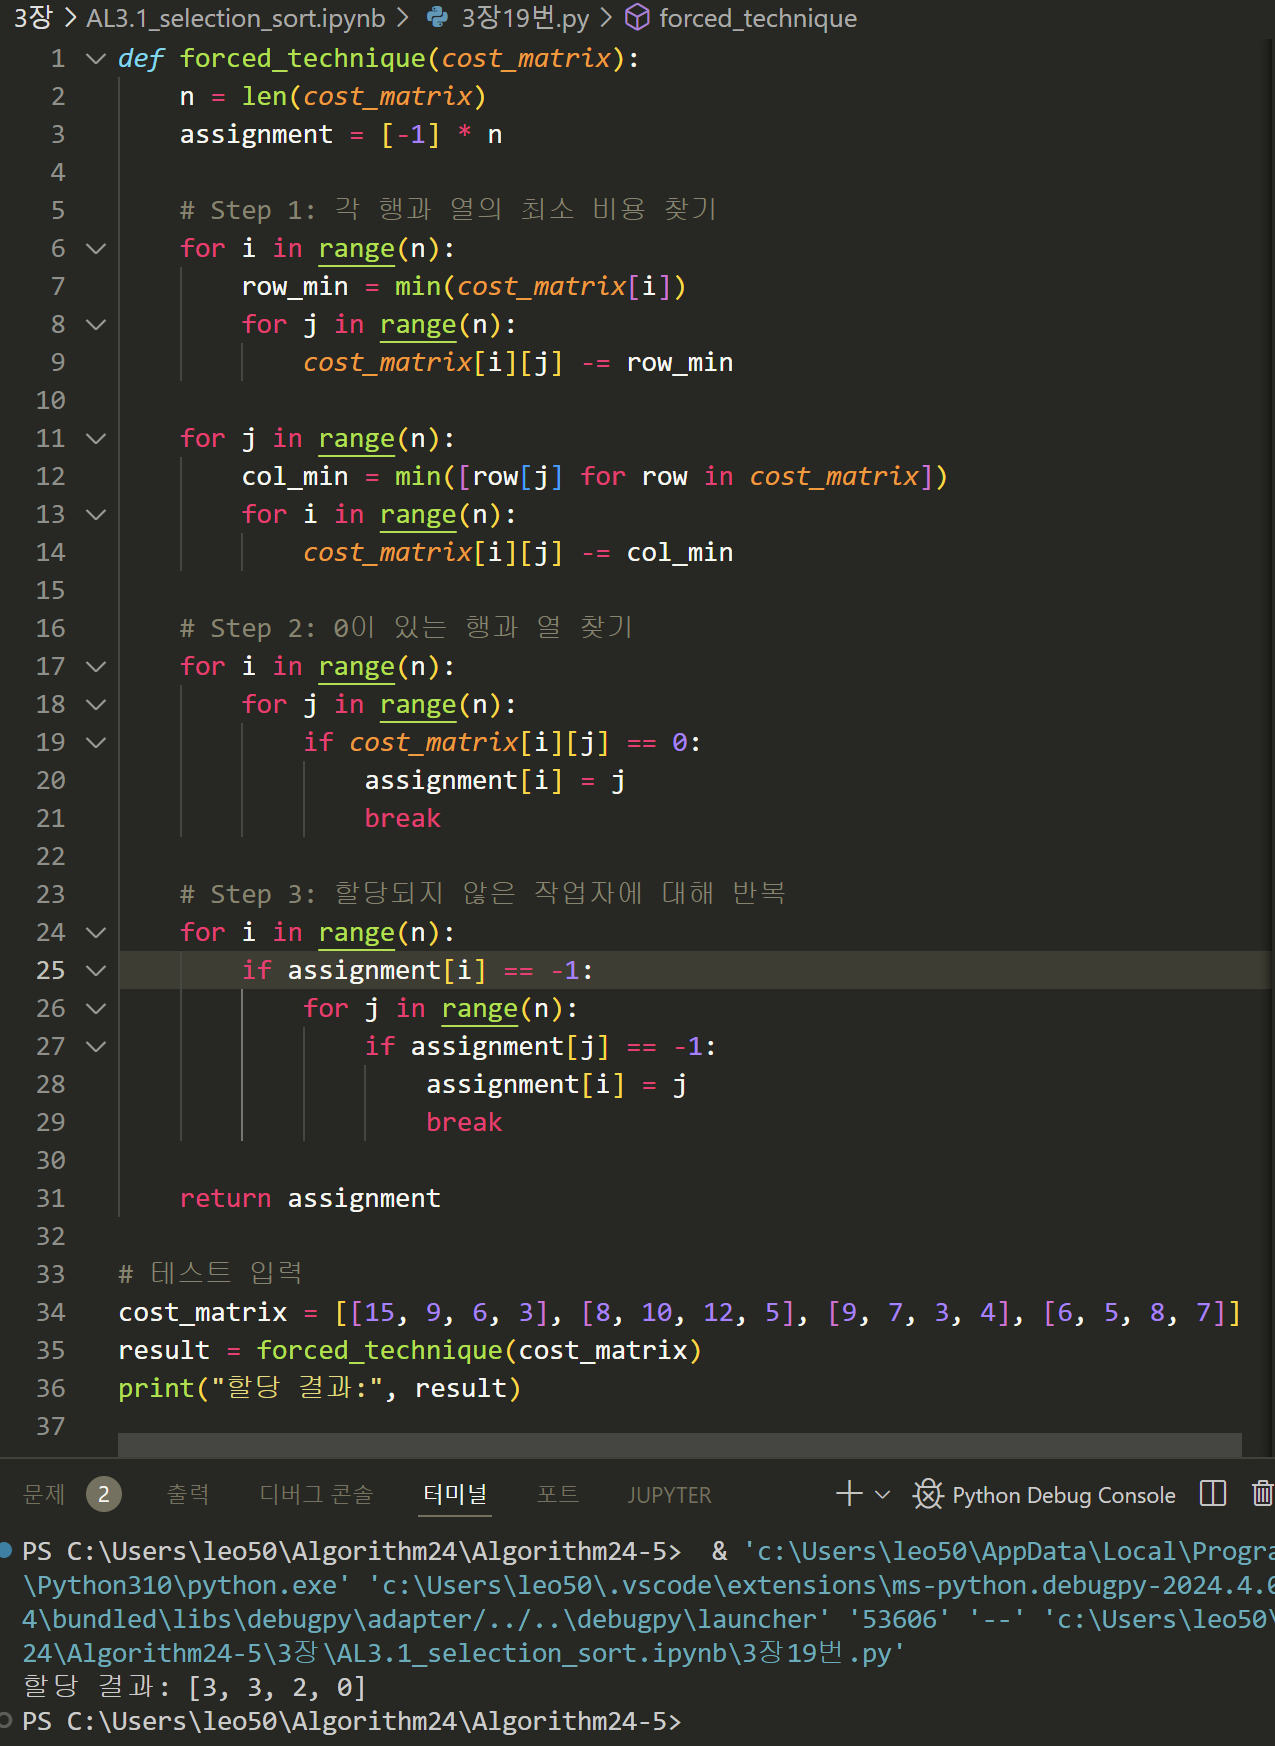 3장 > AL3.1_selection_sort.ipynb > 3장19번.py > forced_technique
1 def forced_technique(cost_matrix):
2     n = len(cost_matrix)
3     assignment = [-1] * n
4
5     # Step 1: 각 행과 열의 최소 비용 찾기
6     for i in range(n):
7         row_min = min(cost_matrix[i])
8         for j in range(n):
9             cost_matrix[i][j] -= row_min
10
11     for j in range(n):
12         col_min = min([row[j] for row in cost_matrix])
13         for i in range(n):
14             cost_matrix[i][j] -= col_min
15
16     # Step 2: 0이 있는 행과 열 찾기
17     for i in range(n):
18         for j in range(n):
19             if cost_matrix[i][j] == 0:
20                 assignment[i] = j
21                 break
22
23     # Step 3: 할당되지 않은 작업자에 대해 반복
24     for i in range(n):
25         if assignment[i] == -1:
26             for j in range(n):
27                 if assignment[j] == -1:
28                     assignment[i] = j
29                     break
30
31     return assignment
32
33 # 테스트 입력
34 cost_matrix = [[15, 9, 6, 3], [8, 10, 12, 5], [9, 7, 3, 4], [6, 5, 8, 7]]
35 result = forced_technique(cost_matrix)
36 print("할당 결과:", result)
37
문제 2 출력 디버그 콘솔 터미널 포트 JUPYTER Python Debug Console
PS C:\Users\leo50\Algorithm24\Algorithm24-5>  & 'c:\Users\leo50\AppData\Local\Progra
\Python310\python.exe' 'c:\Users\leo50\.vscode\extensions\ms-python.debugpy-2024.4.0
4\bundled\libs\debugpy\adapter/../..\debugpy\launcher' '53606' '--' 'c:\Users\leo50\
24\Algorithm24-5\3장\AL3.1_selection_sort.ipynb\3장19번.py'
할당 결과: [3, 3, 2, 0]
PS C:\Users\leo50\Algorithm24\Algorithm24-5>